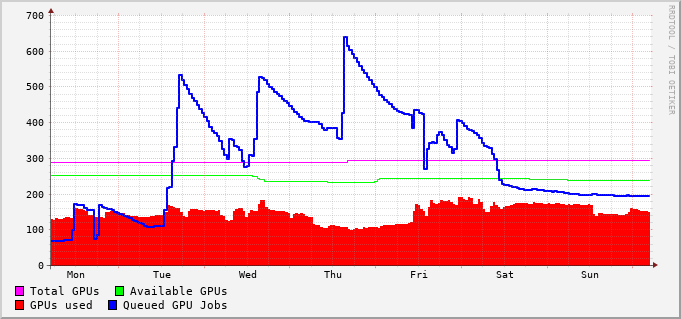 700
600
500
400
300
200
100
0
Mon Tue Wed Thu Fri Sat Sun
Total GPUs Available GPUs
GPUs used Queued GPU Jobs
RRDTOOL / TOBI OETIKER